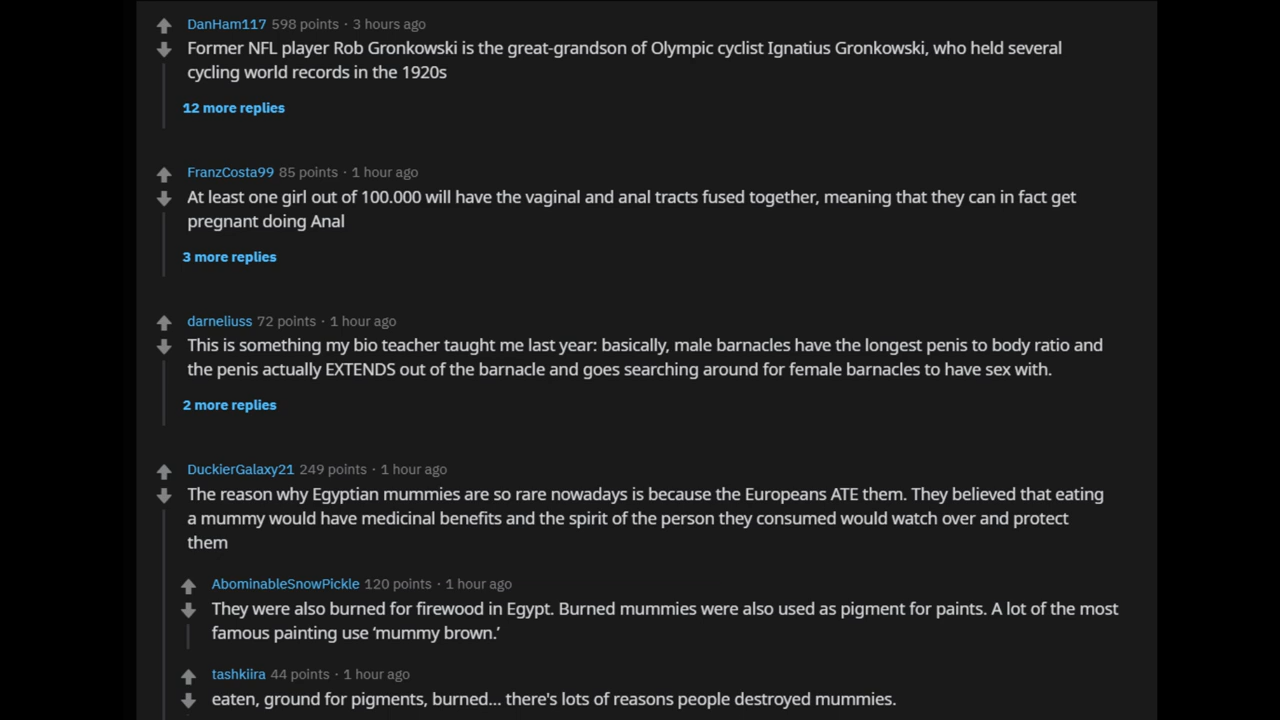 DanHam117 598 points · 3 hours ago
Former NFL player Rob Gronkowski is the great-grandson of Olympic cyclist Ignatius Gronkowski, who held several
cycling world records in the 1920s
12 more replies
FranzCosta99 85 points · 1 hour ago
At least one girl out of 100.000 will have the vaginal and anal tracts fused together, meaning that they can in fact get
pregnant doing Anal
3 more replies
darneliuss 72 points · 1 hour ago
This is something my bio teacher taught me last year: basically, male barnacles have the longest penis to body ratio and
the penis actually EXTENDS out of the barnacle and goes searching around for female barnacles to have sex with.
2 more replies
DuckierGalaxy21 249 points · 1 hour ago
The reason why Egyptian mummies are so rare nowadays is because the Europeans ATE them. They believed that eating
a mummy would have medicinal benefits and the spirit of the person they consumed would watch over and protect
them
AbominableSnowPickle 120 points · 1 hour ago
They were also burned for firewood in Egypt. Burned mummies were also used as pigment for paints. A lot of the most
famous painting use ‘mummy brown.’
tashkiira 44 points · 1 hour ago
eaten, ground for pigments, burned... there's lots of reasons people destroyed mummies.